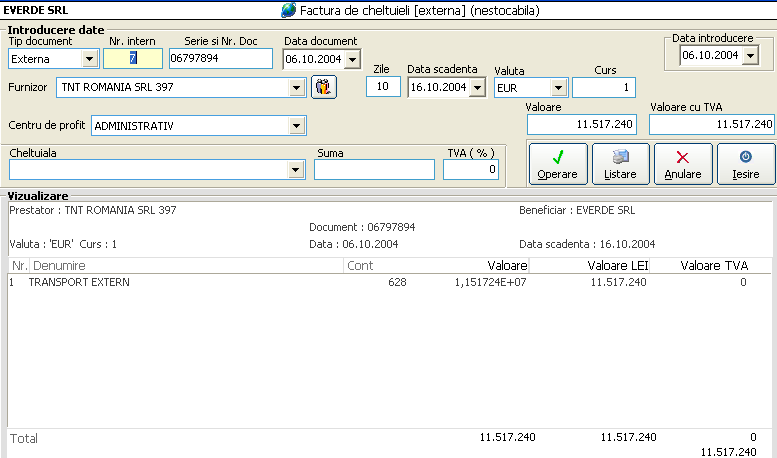 EVERDE SRL Factura de cheltuieli [externa] (nestocabila)
Introducere date
Tip document Nr. intern Serie si Nr. Doc Data document Data introducere
Externa 7 06797894 06.10.2004 06.10.2004
Zile Data scadenta Valuta Curs
Furnizor TNT ROMANIA SRL 397 10 16.10.2004 EUR 1
Valoare Valoare cu TVA
Centru de profit ADMINISTRATIV 11.517.240 11.517.240
Cheltuiala Suma TVA ( % )
0
Operare Listare Anulare Iesire
Vizualizare
Prestator : TNT ROMANIA SRL 397 Beneficiar : EVERDE SRL
Document : 06797894
Valuta : 'EUR' Curs : 1 Data : 06.10.2004 Data scadenta : 16.10.2004
Nr. Denumire Cont Valoare Valoare LEI Valoare TVA
1 TRANSPORT EXTERN 628 1,151724E+07 11.517.240 0
Total 11.517.240 11.517.240 0
11.517.240